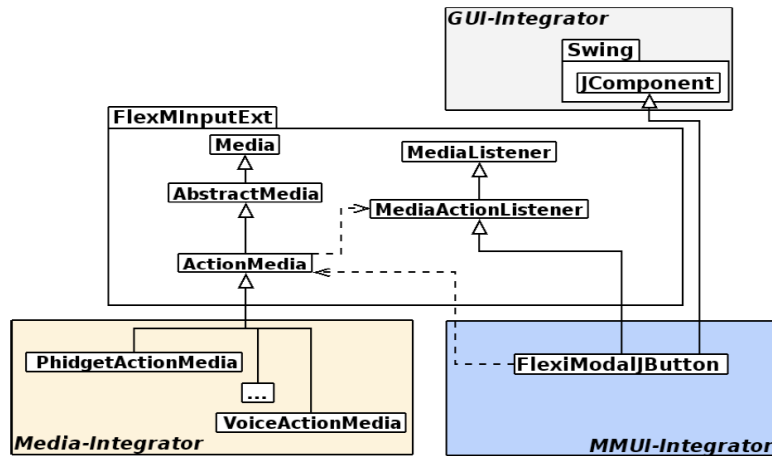 GUI-Integrator
Swing
JComponent
FlexMInputExt
Media
MediaListener
AbstractMedia
MediaActionListener
ActionMedia
PhidgetActionMedia
FlexiModalJButton
...
VoiceActionMedia
Media-Integrator
MMUI-Integrator